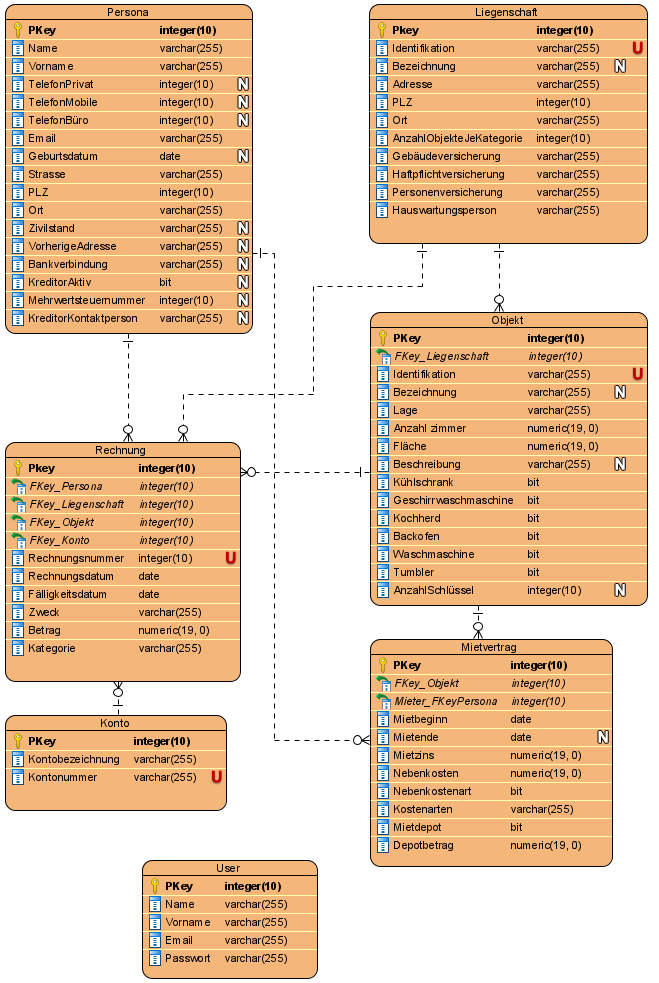 Persona
PKey integer(10)
Name varchar(255)
Vorname varchar(255)
TelefonPrivat integer(10) N
TelefonMobile integer(10) N
TelefonBüro integer(10) N
Email varchar(255)
Geburtsdatum date N
Strasse varchar(255)
PLZ integer(10)
Ort varchar(255)
Zivilstand varchar(255) N
VorherigeAdresse varchar(255) N
Bankverbindung varchar(255) N
KreditorAktiv bit N
Mehrwertsteuernummer integer(10) N
KreditorKontaktperson varchar(255) N
Liegenschaft
Pkey integer(10)
Identifikation varchar(255) U
Bezeichnung varchar(255) N
Adresse varchar(255)
PLZ integer(10)
Ort varchar(255)
AnzahlObjekteJeKategorie integer(10)
Gebäudeversicherung varchar(255)
Haftpflichtversicherung varchar(255)
Personenversicherung varchar(255)
Hauswartungsperson varchar(255)
Objekt
PKey integer(10)
FKey_Liegenschaft integer(10)
Identifikation varchar(255) U
Bezeichnung varchar(255) N
Lage varchar(255)
Anzahl zimmer numeric(19, 0)
Fläche numeric(19, 0)
Beschreibung varchar(255) N
Kühlschrank bit
Geschirrwaschmaschine bit
Kochherd bit
Backofen bit
Waschmaschine bit
Tumbler bit
AnzahlSchlüssel integer(10) N
Rechnung
Pkey integer(10)
FKey_Persona integer(10)
FKey_Liegenschaft integer(10)
FKey_Objekt integer(10)
FKey_Konto integer(10)
Rechnungsnummer integer(10) U
Rechnungsdatum date
Fälligkeitsdatum date
Zweck varchar(255)
Betrag numeric(19, 0)
Kategorie varchar(255)
Mietvertrag
PKey integer(10)
FKey_Objekt integer(10)
Mieter_FKeyPersona integer(10)
Mietbeginn date
Mietende date N
Mietzins numeric(19, 0)
Nebenkosten numeric(19, 0)
Nebenkostenart bit
Kostenarten varchar(255)
Mietdepot bit
Depotbetrag numeric(19, 0)
Konto
PKey integer(10)
Kontobezeichnung varchar(255)
Kontonummer varchar(255) U
User
PKey integer(10)
Name varchar(255)
Vorname varchar(255)
Email varchar(255)
Passwort varchar(255)